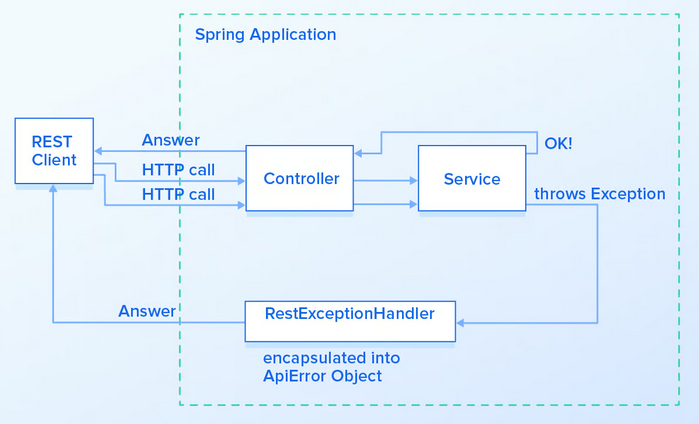 Spring Application
REST
Client
Answer
HTTP call
HTTP call
Controller
Service
OK!
throws Exception
Answer
RestExceptionHandler
encapsulated into
ApiError Object